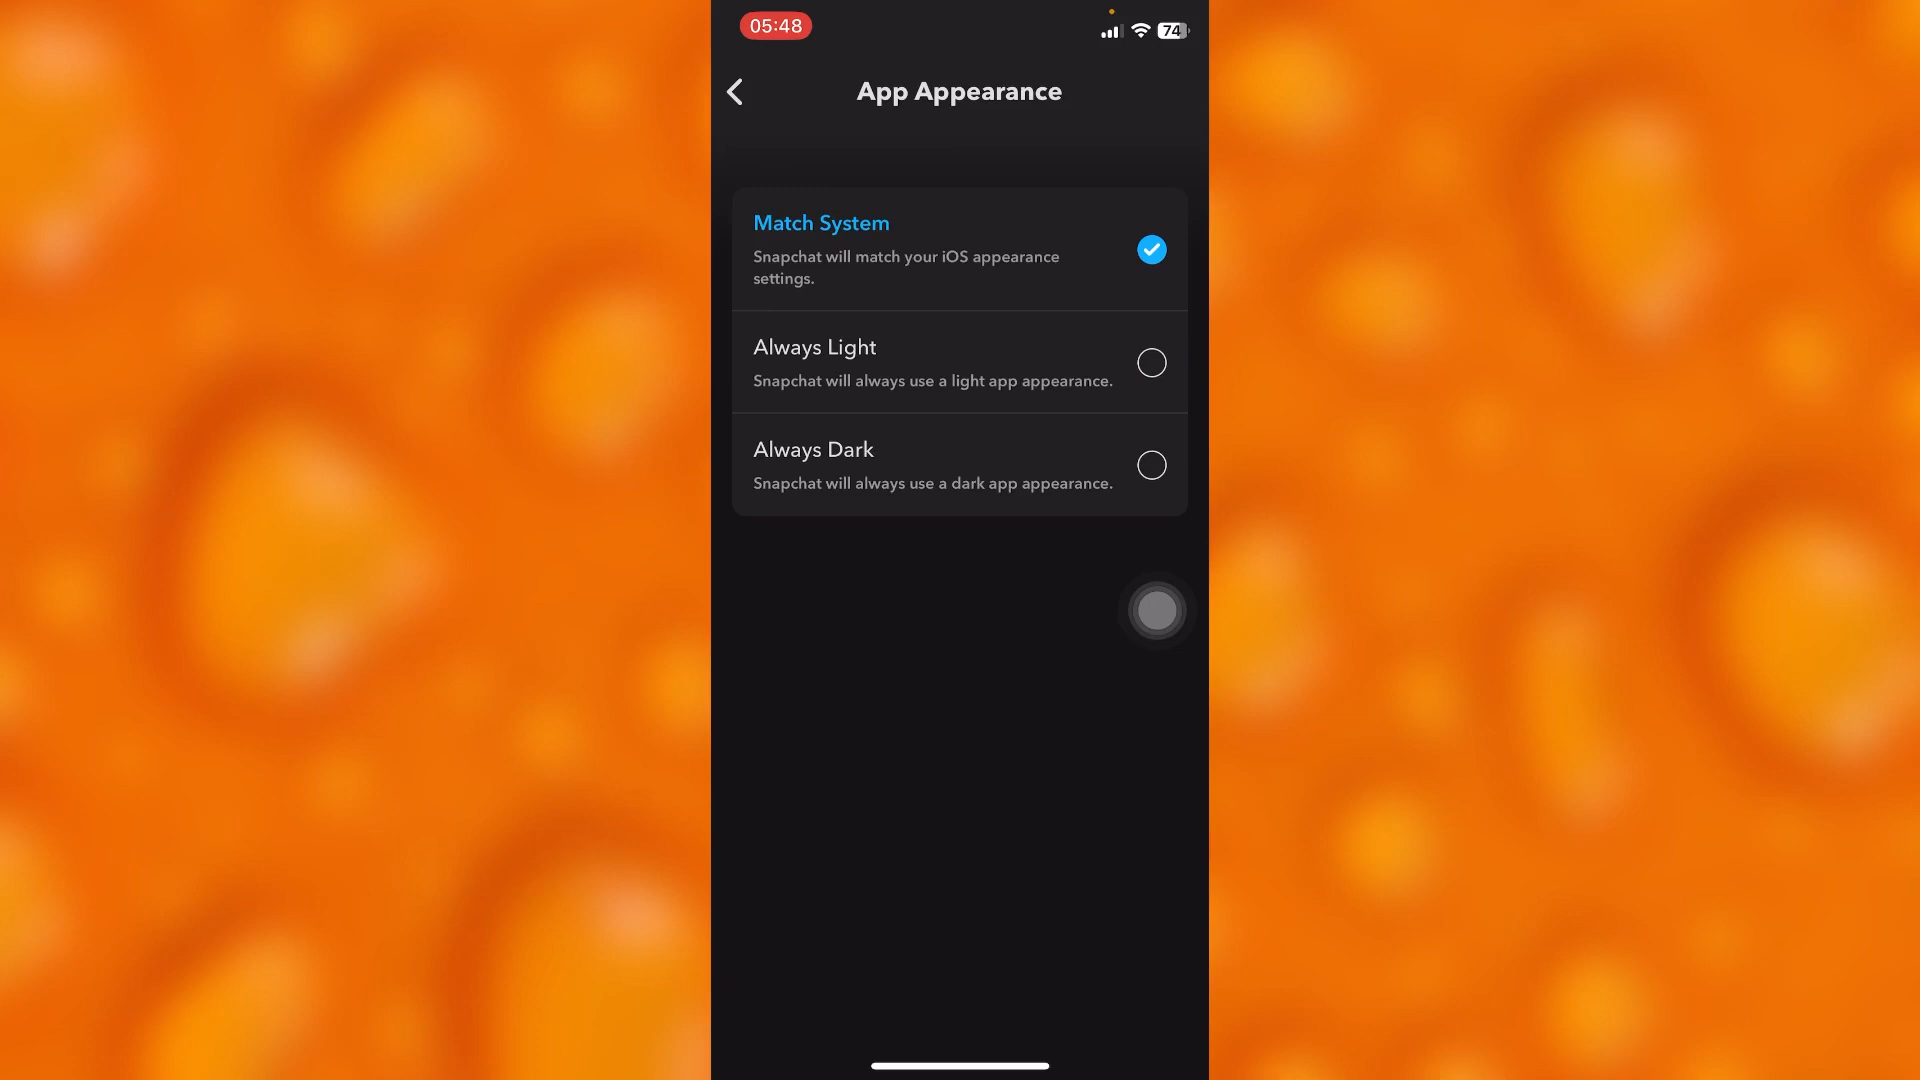 05:48
74
App Appearance
Match System
Snapchat will match your iOS appearance
settings.
Always Light
Snapchat will always use a light app appearance.
Always Dark
Snapchat will always use a dark app appearance.